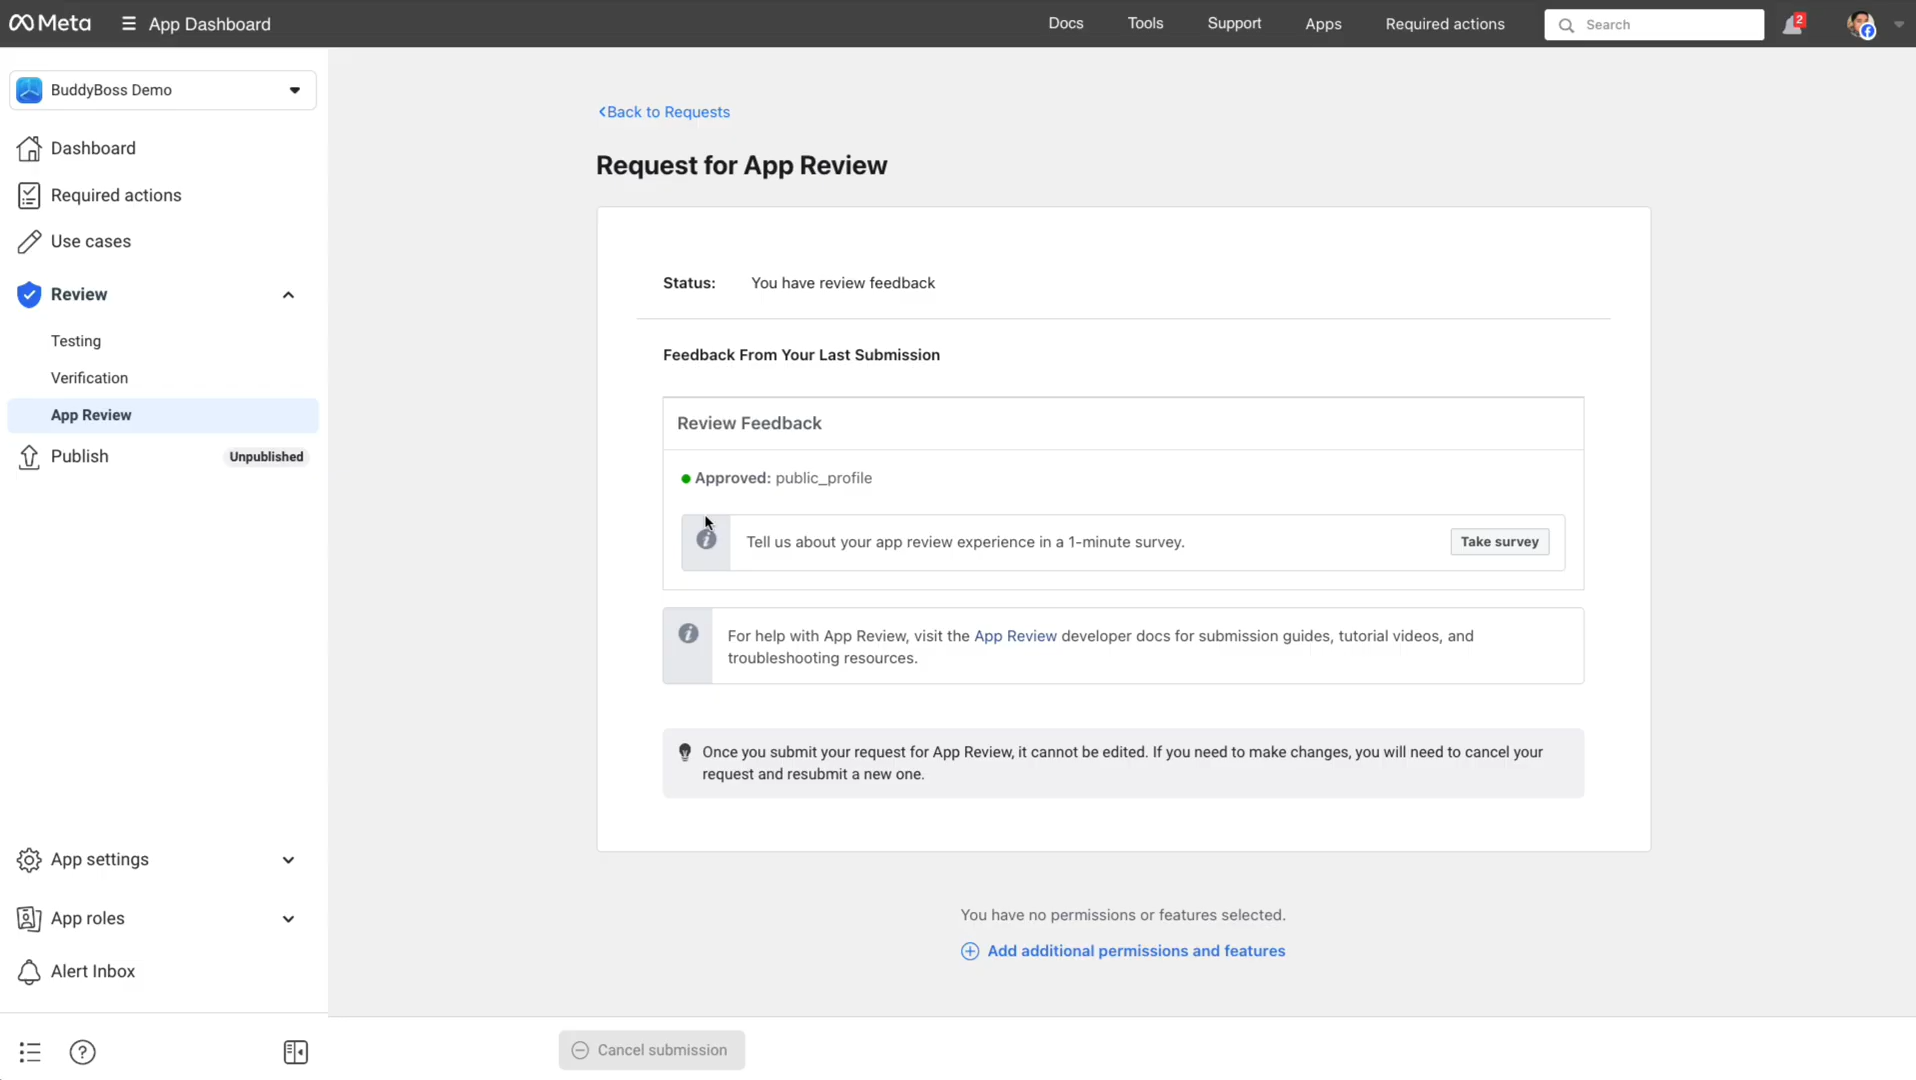 Meta
App Dashboard
Docs
Tools
Support
Apps
Required actions
Search
2
BuddyBoss Demo
Dashboard
Required actions
Use cases
Review
Testing
Verification
App Review
Publish
Unpublished
App settings
App roles
Alert Inbox
Back to Requests
Request for App Review
Status: You have review feedback
Feedback From Your Last Submission
Review Feedback
Approved: public_profile
Tell us about your app review experience in a 1-minute survey.
Take survey
For help with App Review, visit the App Review developer docs for submission guides, tutorial videos, and
troubleshooting resources.
Once you submit your request for App Review, it cannot be edited. If you need to make changes, you will need to cancel your
request and resubmit a new one.
You have no permissions or features selected.
Add additional permissions and features
Cancel submission